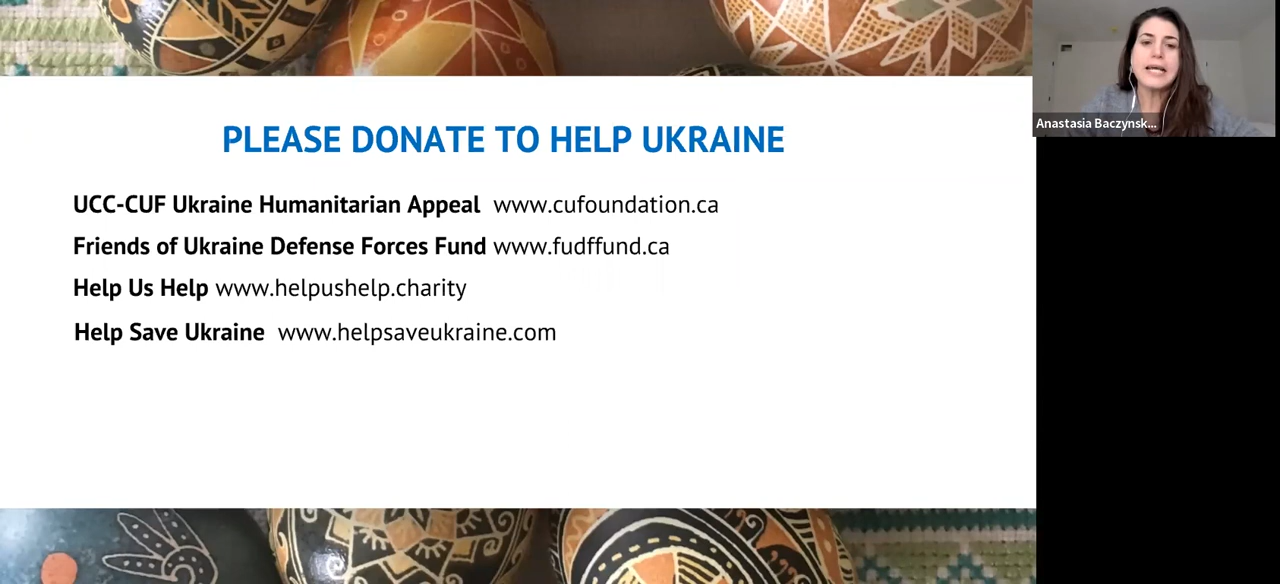 PLEASE DONATE TO HELP UKRAINE
UCC-CUF Ukraine Humanitarian Appeal www.cufoundation.ca
Friends of Ukraine Defense Forces Fund www.fudffund.ca
Help Us Help www.helpushelp.charity
Help Save Ukraine www.helpsaveukraine.com
Anastasia Baczynsk...